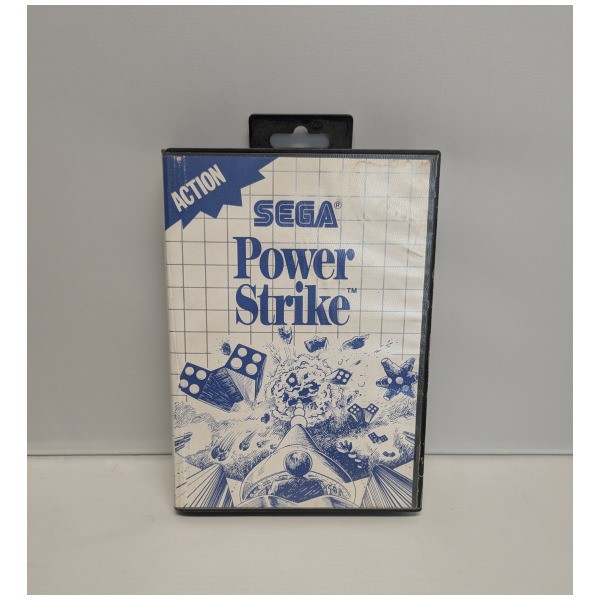 ACTION
SEGA®
Power
Strike™